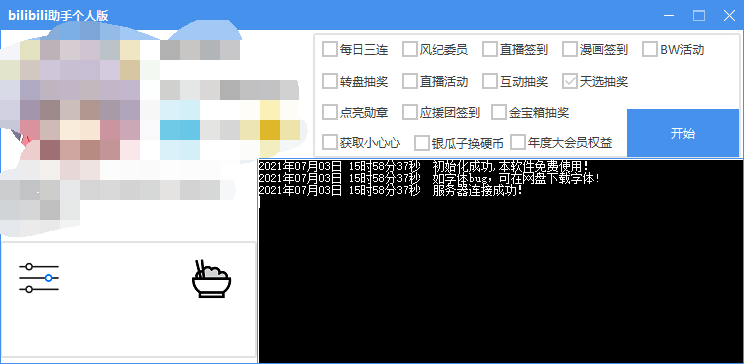 bilibili助手个人版
每日三连 风纪委员 直播签到 漫画签到 BW活动
转盘抽奖 直播活动 互动抽奖 天选抽奖
点亮勋章 应援团签到 金宝箱抽奖
开始
获取小心心 银瓜子换硬币 年度大会员权益
2021年07月03日 15时58分37秒 初始化成功,本软件免费使用!
2021年07月03日 15时58分37秒 如字体bug，可在网盘下载字体!
2021年07月03日 15时58分37秒 服务器连接成功!